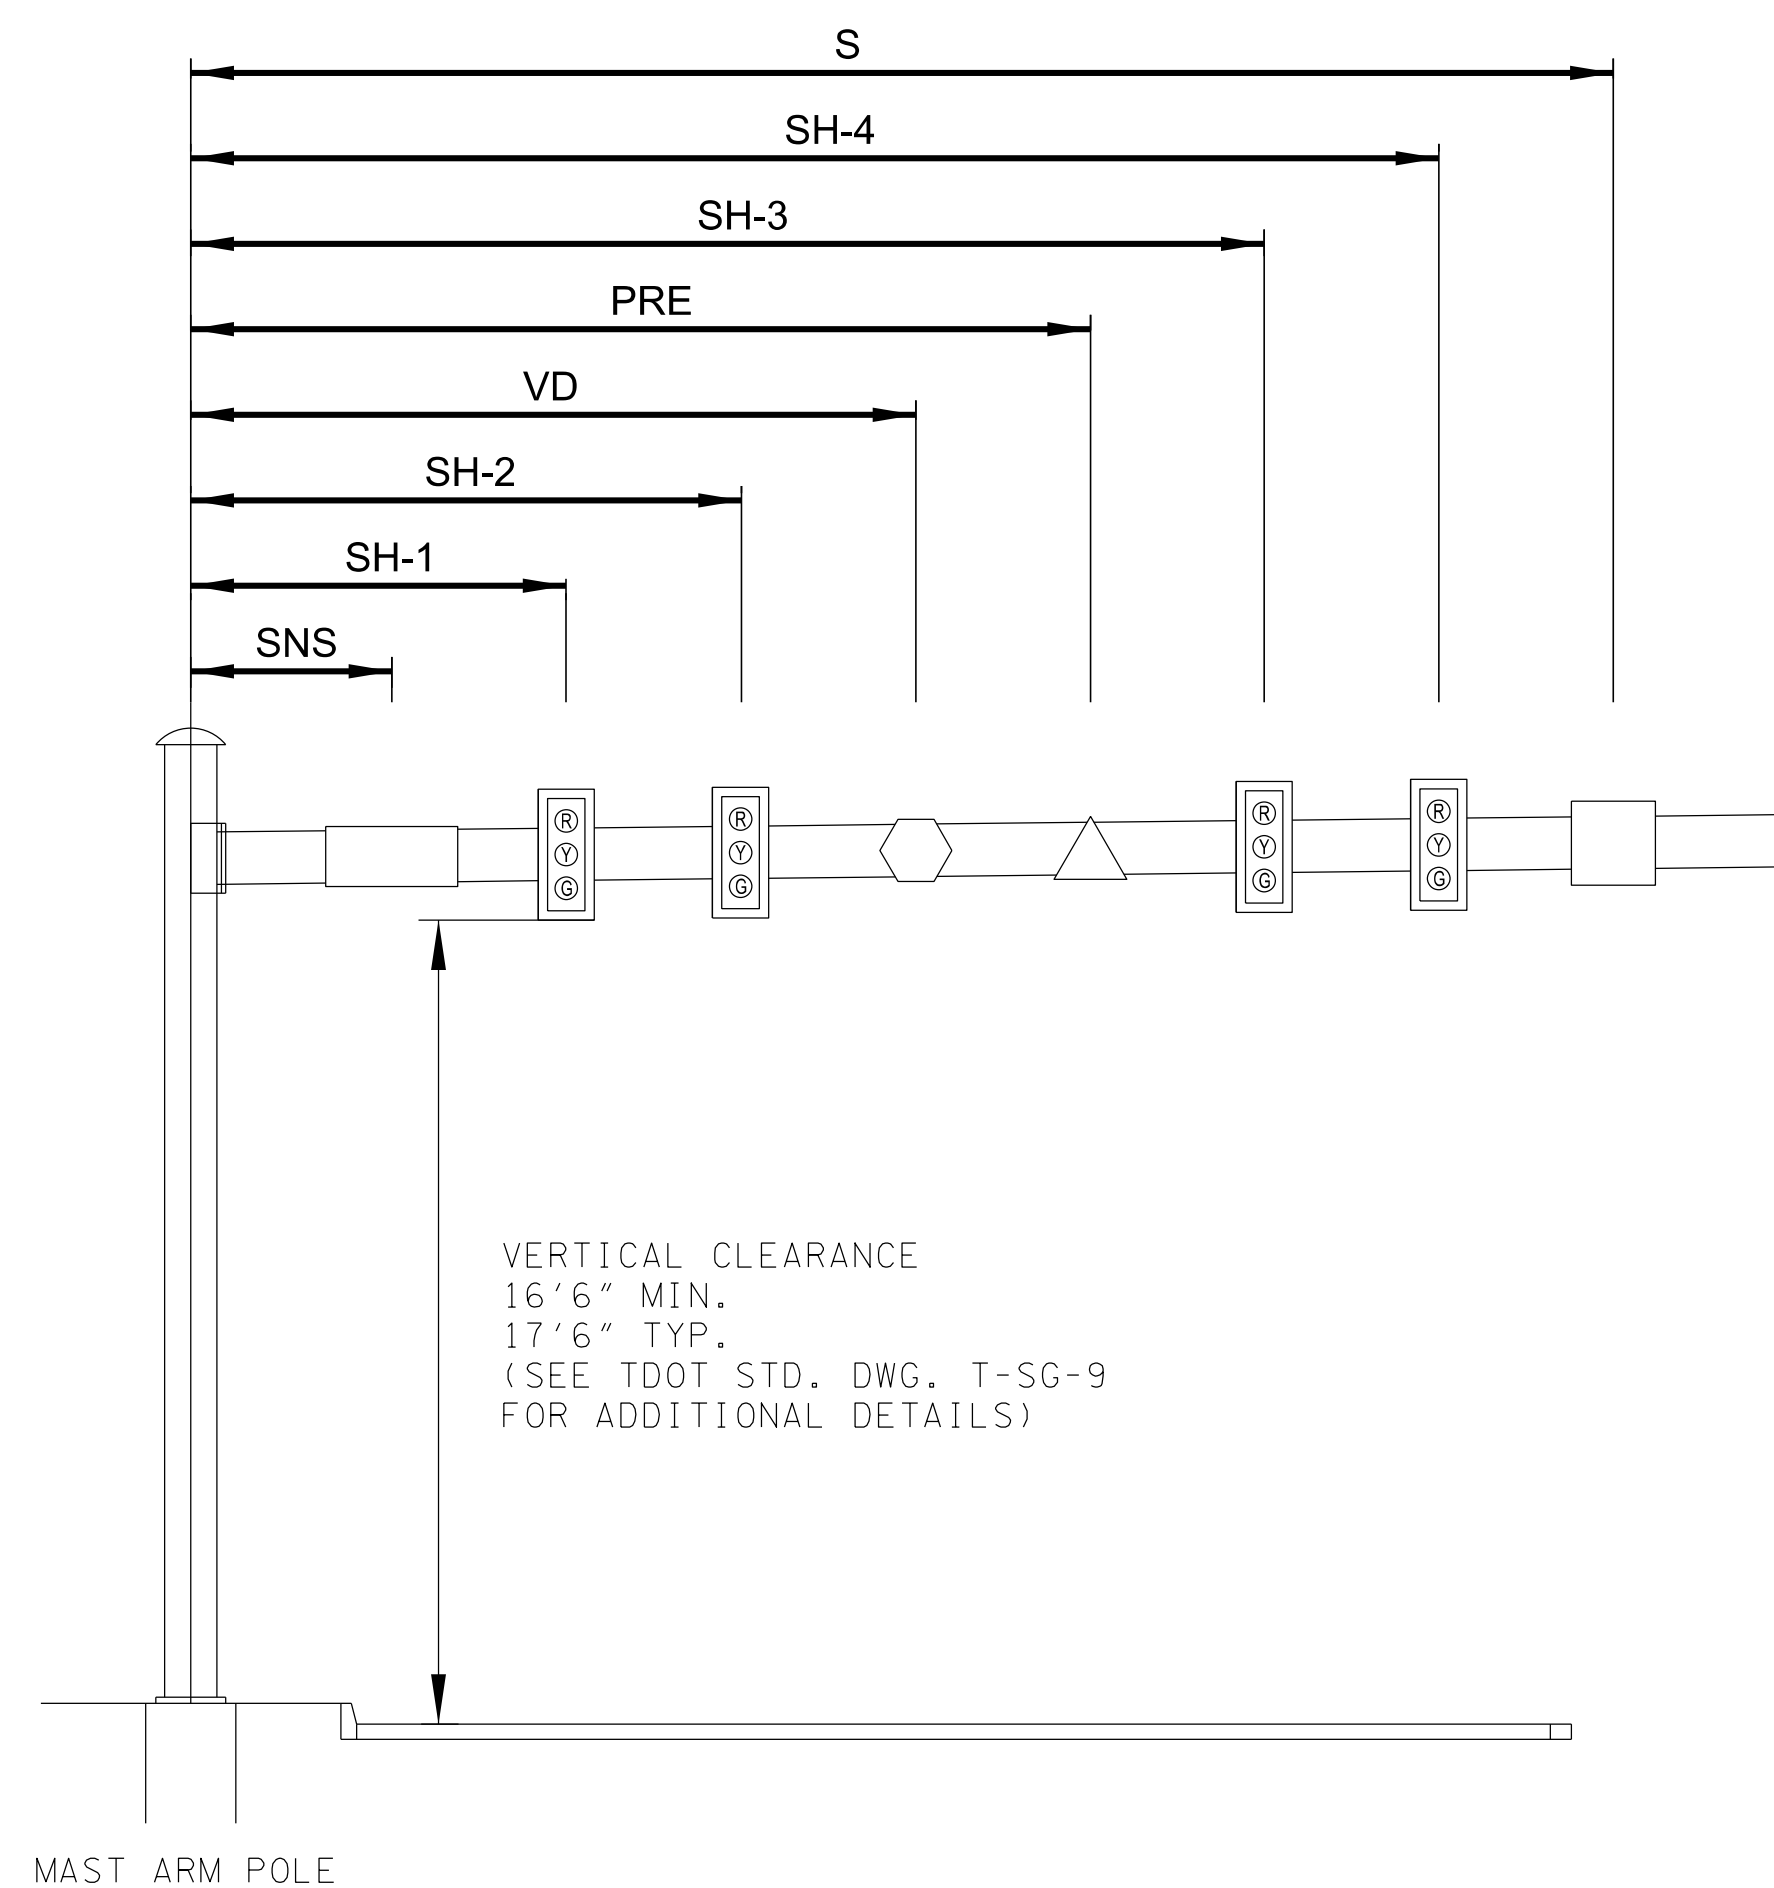 S
SH-4
SH-3
PRE
VD
SH-2
SH-1
SNS
R R R R
Y Y Y Y
G G G G
VERTICAL CLEARANCE
16'6" MIN.
17'6" TYP.
(SEE TDOT STD. DWG. T-SG-9
FOR ADDITIONAL DETAILS)
MAST ARM POLE